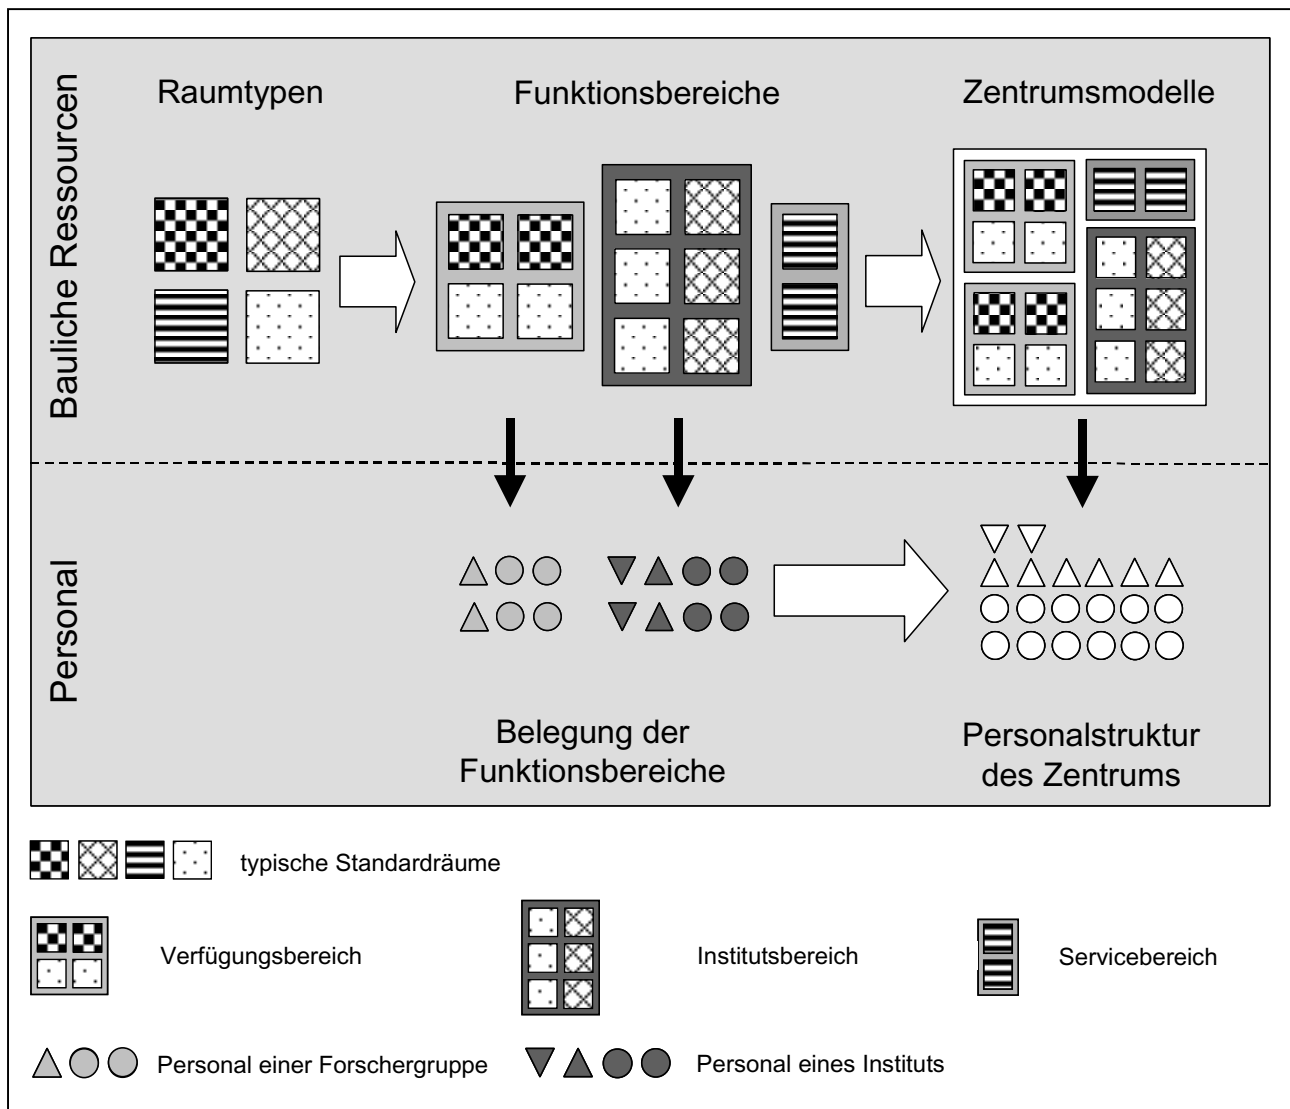 Bauliche Ressourcen
Raumtypen
Funktionsbereiche
Zentrumsmodelle
Personal
Belegung der
Funktionsbereiche
Personalstruktur
des Zentrums
typische Standardräume
Verfügungsbereich
Institutsbereich
Servicebereich
Personal einer Forschergruppe
Personal eines Instituts